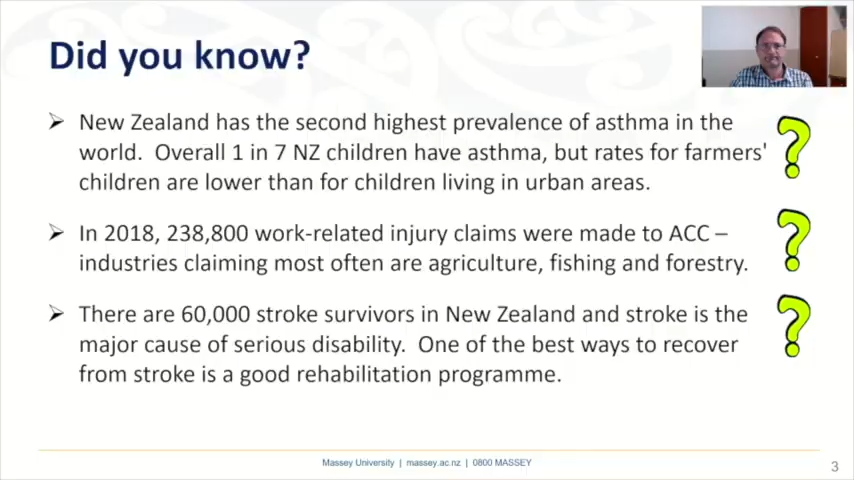 Did you know?
New Zealand has the second highest prevalence of asthma in the
world. Overall 1 in 7 NZ children have asthma, but rates for farmers'
children are lower than for children living in urban areas.
In 2018, 238,800 work-related injury claims were made to ACC –
industries claiming most often are agriculture, fishing and forestry.
There are 60,000 stroke survivors in New Zealand and stroke is the
major cause of serious disability. One of the best ways to recover
from stroke is a good rehabilitation programme.
?
?
?
Massey University | massey.ac.nz | 0800 MASSEY
3